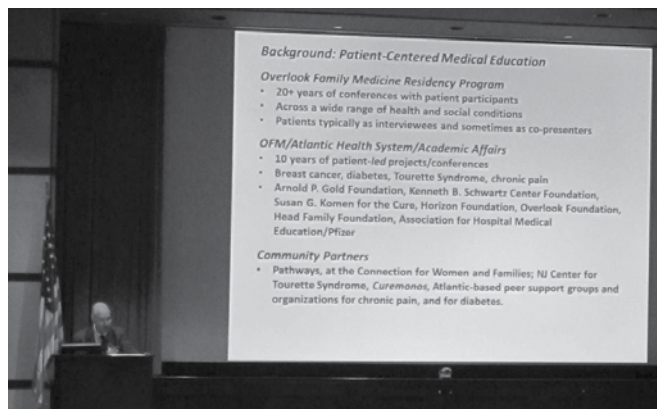 Background: Patient-Centered Medical Education
Overlook Family Medicine Residency Program
• 20+ years of conferences with patient participants
• Across a wide range of health and social conditions
• Patients typically as interviewees and sometimes as co-presenters
OFM/Atlantic Health System/Academic Affairs
• 10 years of patient-led projects/conferences
• Breast cancer, diabetes, Tourette Syndrome, chronic pain
• Arnold P. Gold Foundation, Kenneth B. Schwartz Center Foundation,
Susan G. Komen for the Cure, Horizon Foundation, Overlook Foundation,
Head Family Foundation, Association for Hospital Medical
Education/Pfizer
Community Partners
• Pathways, at the Connection for Women and Families; NJ Center for
Tourette Syndrome, Curemonos, Atlantic-based peer support groups and
organizations for chronic pain, and for diabetes.